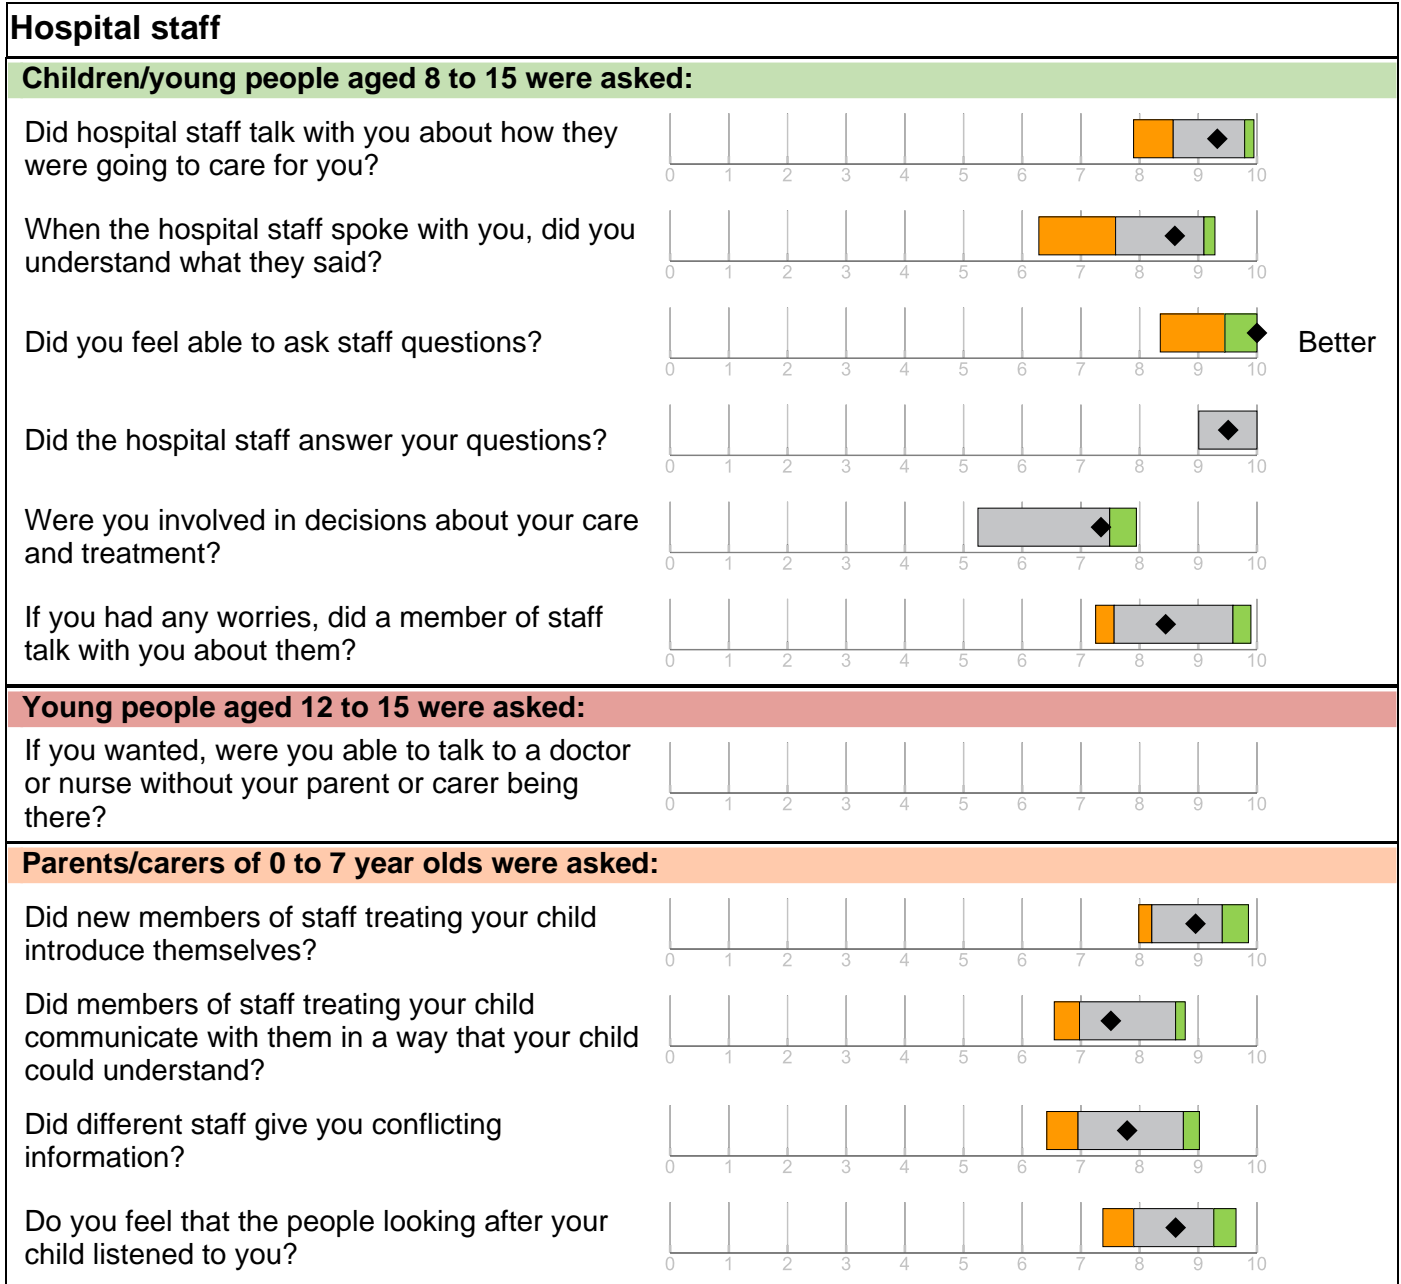 Hospital staff
Children/young people aged 8 to 15 were asked:
Did hospital staff talk with you about how they
were going to care for you?
0 1 2 3 4 5 6 7 8 9 10
When the hospital staff spoke with you, did you
understand what they said?
0 1 2 3 4 5 6 7 8 9 10
Did you feel able to ask staff questions?
Better
0 1 2 3 4 5 6 7 8 9 10
Did the hospital staff answer your questions?
0 1 2 3 4 5 6 7 8 9 10
Were you involved in decisions about your care
and treatment?
0 1 2 3 4 5 6 7 8 9 10
If you had any worries, did a member of staff
talk with you about them?
0 1 2 3 4 5 6 7 8 9 10
Young people aged 12 to 15 were asked:
If you wanted, were you able to talk to a doctor
or nurse without your parent or carer being
there?
0 1 2 3 4 5 6 7 8 9 10
Parents/carers of 0 to 7 year olds were asked:
Did new members of staff treating your child
introduce themselves?
0 1 2 3 4 5 6 7 8 9 10
Did members of staff treating your child
communicate with them in a way that your child
could understand?
0 1 2 3 4 5 6 7 8 9 10
Did different staff give you conflicting
information?
0 1 2 3 4 5 6 7 8 9 10
Do you feel that the people looking after your
child listened to you?
0 1 2 3 4 5 6 7 8 9 10